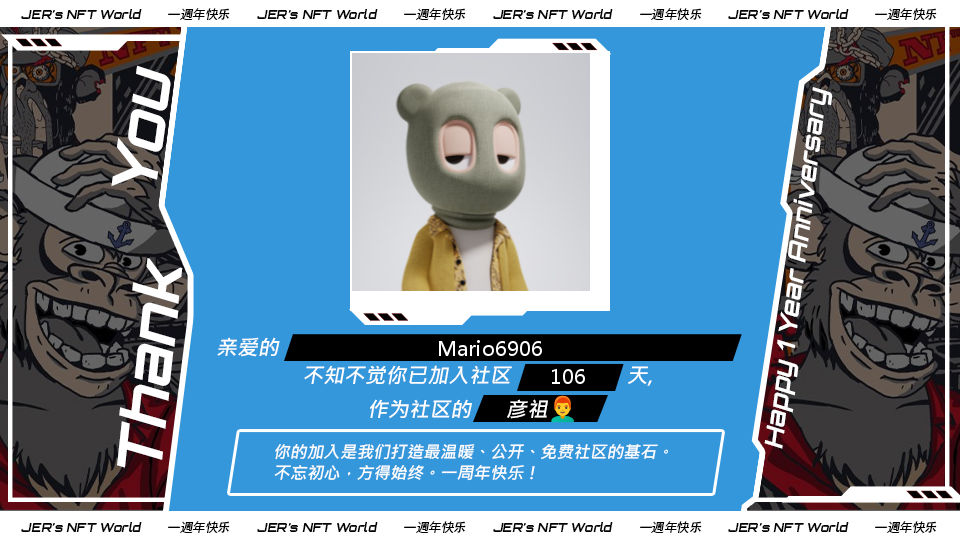 JER's NFT World 一週年快乐 JER's NFT World 一週年快乐 JER's NFT World 一週年快乐 JER's NFT World 一週年快乐
Thank You
亲爱的 Mario6906
不知不觉你已加入社区 106 天,
作为社区的 彦祖👨‍🦰
你的加入是我们打造最温暖、公开、免费社区的基石。
不忘初心，方得始终。一周年快乐！
Happy 1 Year Anniversary
JER's NFT World 一週年快乐 JER's NFT World 一週年快乐 JER's NFT World 一週年快乐 JER's NFT World 一週年快乐